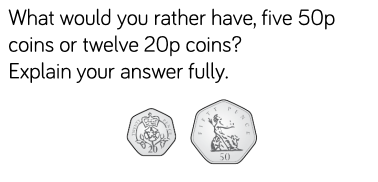 What would you rather have, five 50p
coins or twelve 20p coins?
Explain your answer fully.
20
FIFTY PENCE
50